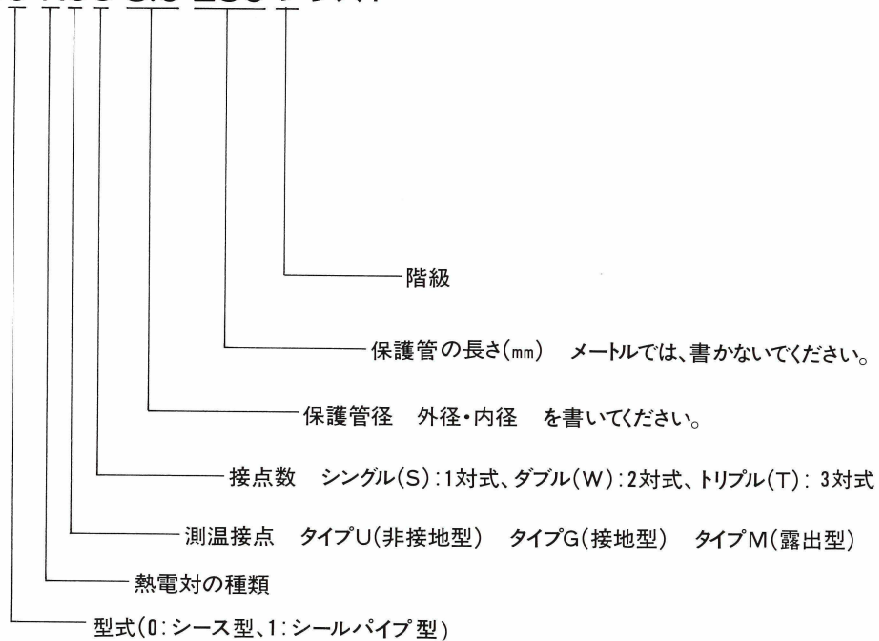 階級
保護管の長さ(㎜) メートルでは、書かないでください。
保護管径 外径・内径 を書いてください。
接点数 シングル(S):1対式、ダブル(W):2対式、トリプル(T): 3対式
測温接点 タイプU(非接地型) タイプG(接地型) タイプM(露出型)
熱電対の種類
型式(0:シース型、1:シールパイプ型)